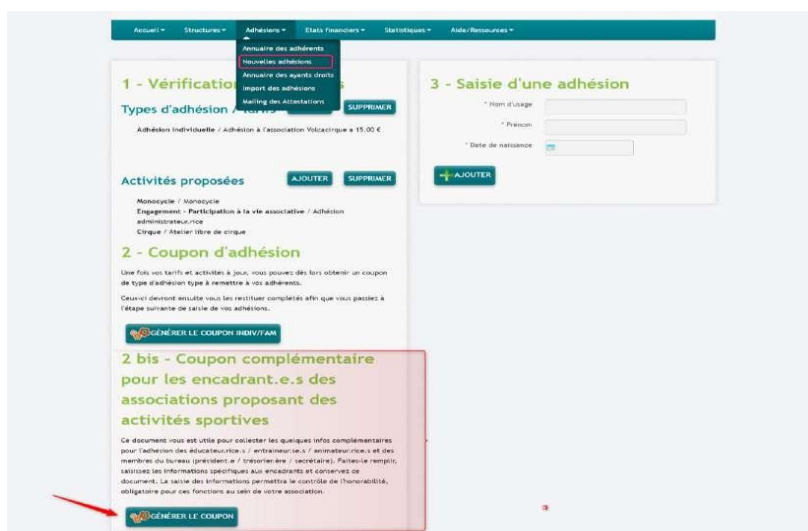 Accueil Structures Adhésions Etats financiers Statistiques Aide/Ressources
Annuaire des adhérents
Nouvelles adhésions
Annuaire des ayants droits
Import des adhésions
Mailing des Attestations
1 - Vérification s
Types d'adhésion / Tarifs SUPPRIMER
Adhésion Individuelle / Adhésion à l'association Volcacirque a 15.00 €
Activités proposées AJOUTER SUPPRIMER
Monocycle / Monocycle
Engagement - Participation à la vie associative / Adhésion
administrateur.rice
Cirque / Atelier libre de cirque
2 - Coupon d'adhésion
Une fois vos tarifs et activités à jour, vous pouvez dès lors obtenir un coupon
de type d'adhésion type à remettre à vos adhérents.
Ceux-ci devront ensuite vous les restituer complétés afin que vous passiez à
l'étape suivante de saisie de vos adhésions.
GÉNÉRER LE COUPON INDIV/FAM
2 bis - Coupon complémentaire
pour les encadrant.e.s des
associations proposant des
activités sportives
Ce document vous est utile pour collecter les quelques infos complémentaires
pour l'adhésion des éducateur.rice.s / entraineur.se.s / animateur.rice.s et des
membres du bureau (président.e / trésorier.ère / secrétaire). Faites-le remplir,
saisissez les informations spécifiques aux encadrants et conservez ce
document. La saisie des informations permettra le contrôle de l'honorabilité,
obligatoire pour ces fonctions au sein de votre association.
GÉNÉRER LE COUPON
3 - Saisie d'une adhésion
* Nom d'usage
* Prénom
* Date de naissance
AJOUTER